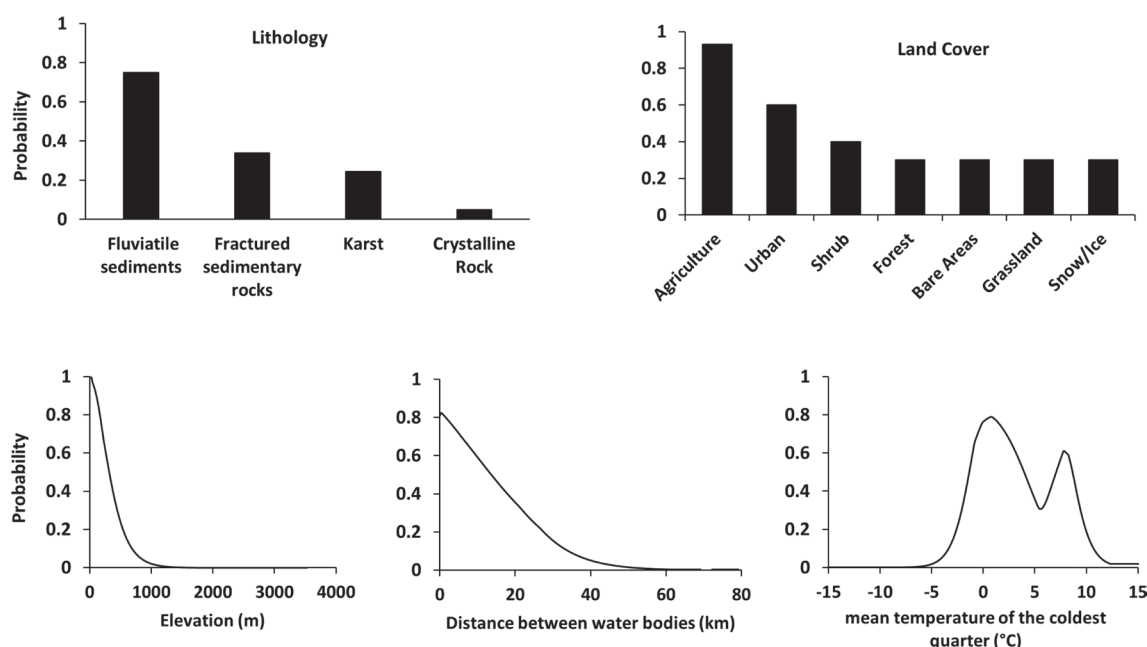 Lithology
Probability
1
0.8
0.6
0.4
0.2
0
Fluviatile
sediments
Fractured
sedimentary
rocks
Karst
Crystalline
Rock
Land Cover
1
0.8
0.6
0.4
0.2
0
Agriculture
Urban
Shrub
Forest
Bare Areas
Grassland
Snow/Ice
Probability
1
0.8
0.6
0.4
0.2
0
0 1000 2000 3000 4000
Elevation (m)
1
0.8
0.6
0.4
0.2
0
0 20 40 60 80
Distance between water bodies (km)
1
0.8
0.6
0.4
0.2
0
-15 -10 -5 0 5 10 15
mean temperature of the coldest
quarter (°C)